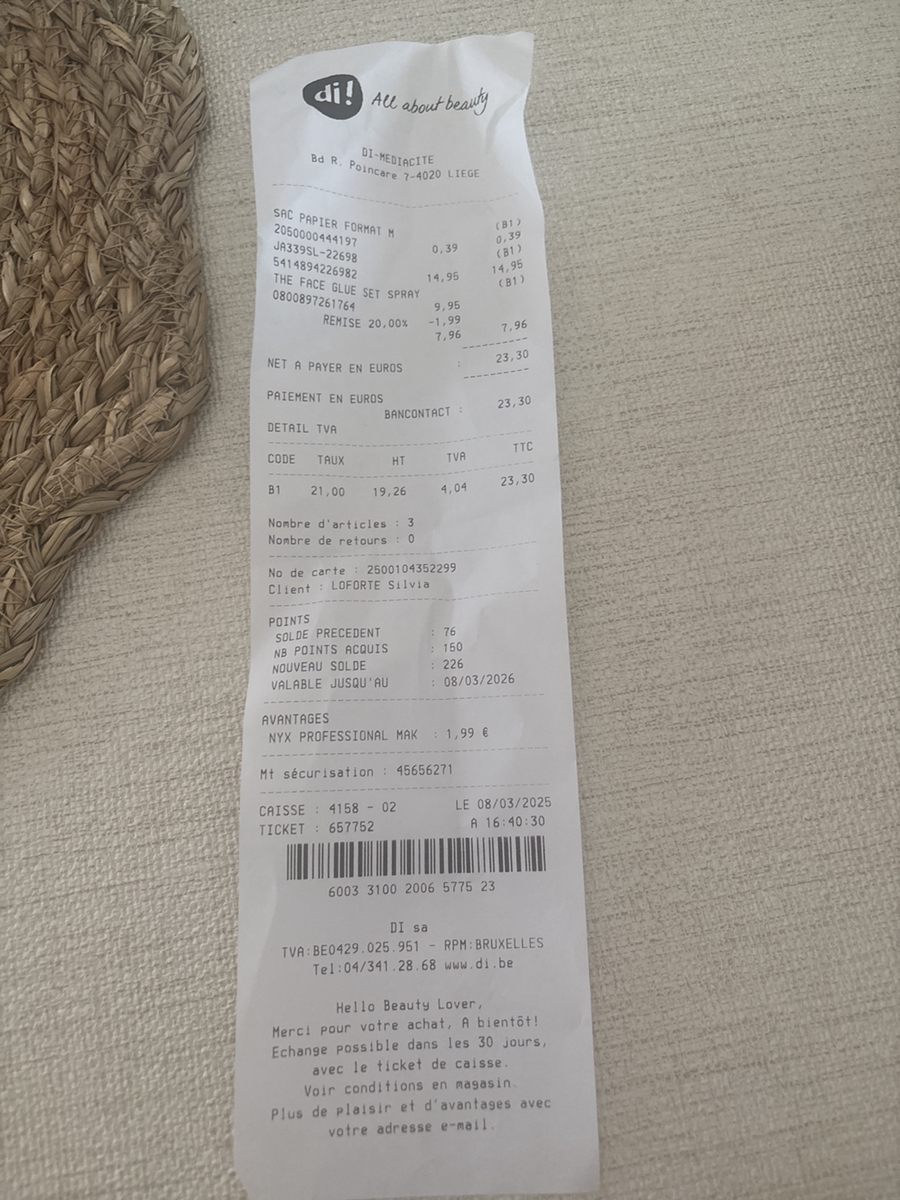 di! All about beauty
DI-MEDIACITE
Bd R. Poincare 7-4020 LIEGE
SAC PAPIER FORMAT M (B1)
2050000444197 0,39 0,39
JA339SL-22698 (B1)
5414894226982 14,95 14,95
THE FACE GLUE SET SPRAY (B1)
0800897261764 9,95
REMISE 20,00% -1,99
7,96 7,96
NET A PAYER EN EUROS : 23,30
PAIEMENT EN EUROS
BANCONTACT : 23,30
DETAIL TVA
CODE TAUX HT TVA TTC
B1 21,00 19,26 4,04 23,30
Nombre d'articles : 3
Nombre de retours : 0
No de carte : 2500104352299
Client : LOFORTE Silvia
POINTS
SOLDE PRECEDENT : 76
NB POINTS ACQUIS : 150
NOUVEAU SOLDE : 226
VALABLE JUSQU'AU : 08/03/2026
AVANTAGES
NYX PROFESSIONAL MAK : 1,99 €
Mt sécurisation : 45656271
CAISSE : 4158 - 02 LE 08/03/2025
TICKET : 657752 A 16:40:30
6003 3100 2006 5775 23
DI sa
TVA:BE0429.025.951 - RPM:BRUXELLES
Tel:04/341.28.68 www.di.be
Hello Beauty Lover,
Merci pour votre achat, A bientôt!
Echange possible dans les 30 jours,
avec le ticket de caisse.
Voir conditions en magasin.
Plus de plaisir et d'avantages avec
votre adresse e-mail.